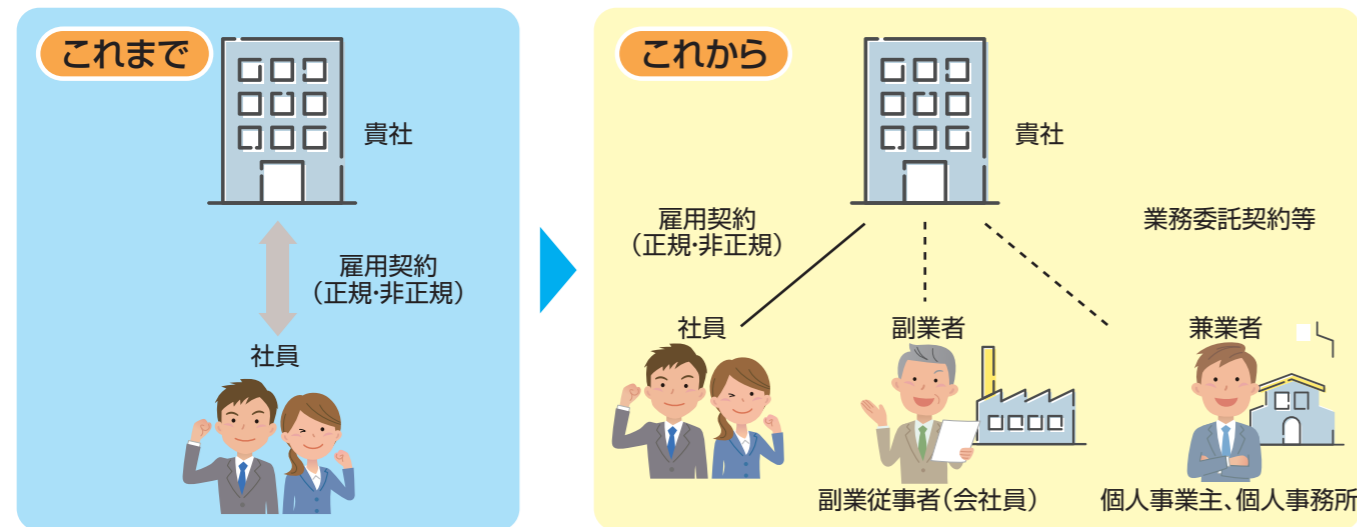 これまで
貴社
雇用契約
（正規・非正規）
社員
これから
貴社
雇用契約
（正規・非正規）
業務委託契約等
社員
副業者
兼業者
副業従事者（会社員）
個人事業主、個人事務所